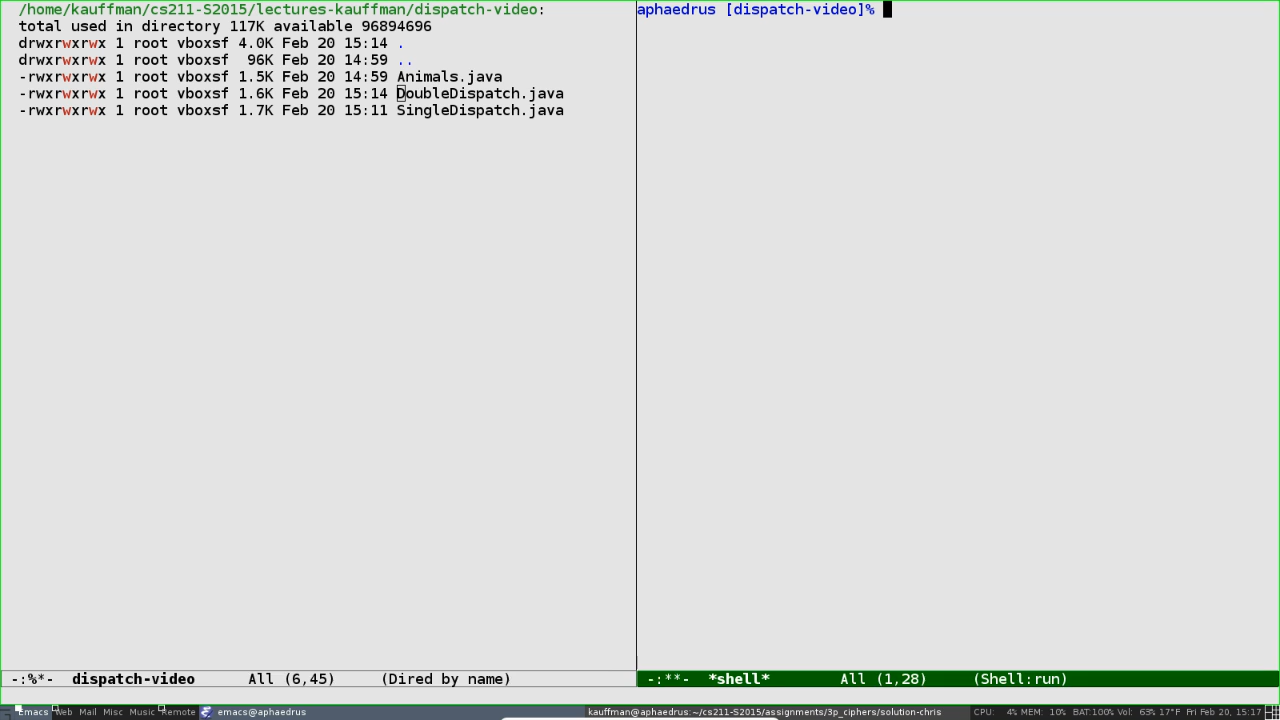 /home/kauffman/cs211-S2015/lectures-kauffman/dispatch-video:
total used in directory 117K available 96894696
drwxrwxrwx 1 root vboxsf 4.0K Feb 20 15:14 .
drwxrwxrwx 1 root vboxsf  96K Feb 20 14:59 ..
-rwxrwxrwx 1 root vboxsf 1.5K Feb 20 14:59 Animals.java
-rwxrwxrwx 1 root vboxsf 1.6K Feb 20 15:14 DoubleDispatch.java
-rwxrwxrwx 1 root vboxsf 1.7K Feb 20 15:11 SingleDispatch.java
-:%*-  dispatch-video      All (6,45)     (Dired by name)
aphaedrus [dispatch-video]%
-:**-  *shell*        All (1,28)     (Shell:run)
Emacs Web Mail Misc Music Remote emacs@aphaedrus kauffman@aphaedrus:~/cs211-S2015/assignments/3p_ciphers/solution-chris CPU:  4% MEM: 10% BAT:100% Vol: 63% 17°F Fri Feb 20, 15:17